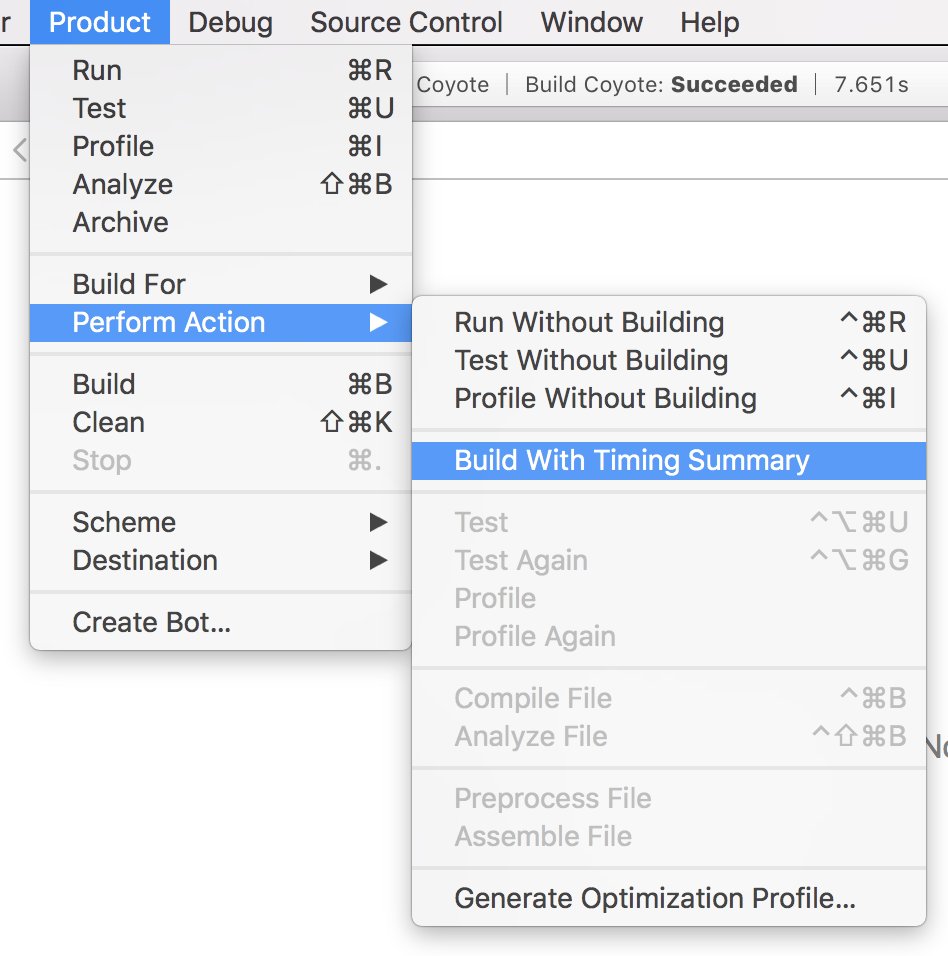 r Product Debug Source Control Window Help
Coyote | Build Coyote: Succeeded | 7.651s
Run ⌘R
Test ⌘U
Profile ⌘I
Analyze ⇧⌘B
Archive
Build For ▶
Perform Action ▶
Build ⌘B
Clean ⇧⌘K
Stop ⌘.
Scheme ▶
Destination ▶
Create Bot...
Run Without Building ^⌘R
Test Without Building ^⌘U
Profile Without Building ^⌘I
Build With Timing Summary
Test ^⌥⌘U
Test Again ^⌥⌘G
Profile
Profile Again
Compile File ^⌘B
Analyze File ^⇧⌘B
Preprocess File
Assemble File
Generate Optimization Profile...
No